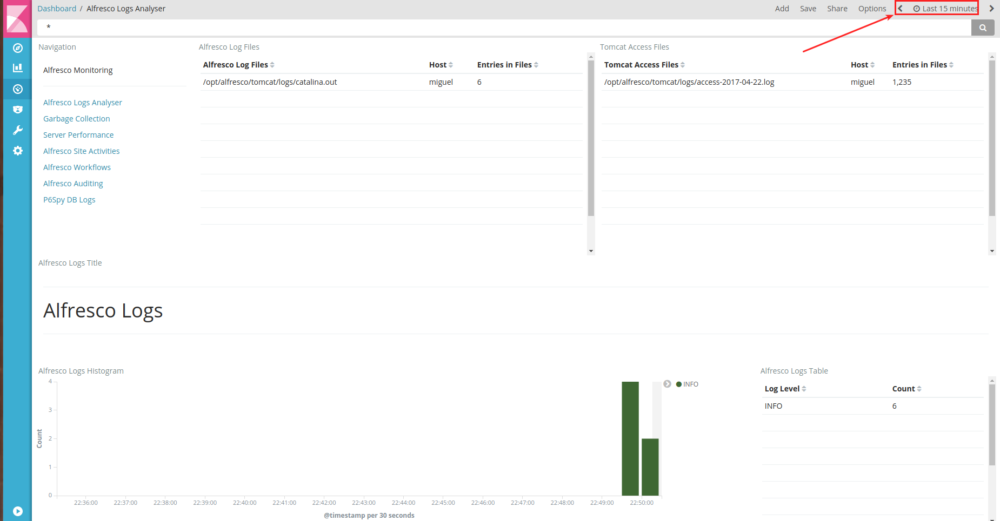 Dashboard / Alfresco Logs Analyser
Add Save Share Options Last 15 minutes
*
Navigation
Alfresco Monitoring
Alfresco Logs Analyser
Garbage Collection
Server Performance
Alfresco Site Activities
Alfresco Workflows
Alfresco Auditing
P6Spy DB Logs
Alfresco Log Files
Alfresco Log Files Host Entries in Files
/opt/alfresco/tomcat/logs/catalina.out miguel 6
Tomcat Access Files
Tomcat Access Files Host Entries in Files
/opt/alfresco/tomcat/logs/access-2017-04-22.log miguel 1,235
Alfresco Logs Title
Alfresco Logs
Alfresco Logs Histogram
4
3
2
1
0
Count
22:36:00 22:37:00 22:38:00 22:39:00 22:40:00 22:41:00 22:42:00 22:43:00 22:44:00 22:45:00 22:46:00 22:47:00 22:48:00 22:49:00 22:50:00
@timestamp per 30 seconds
INFO
Alfresco Logs Table
Log Level Count
INFO 6